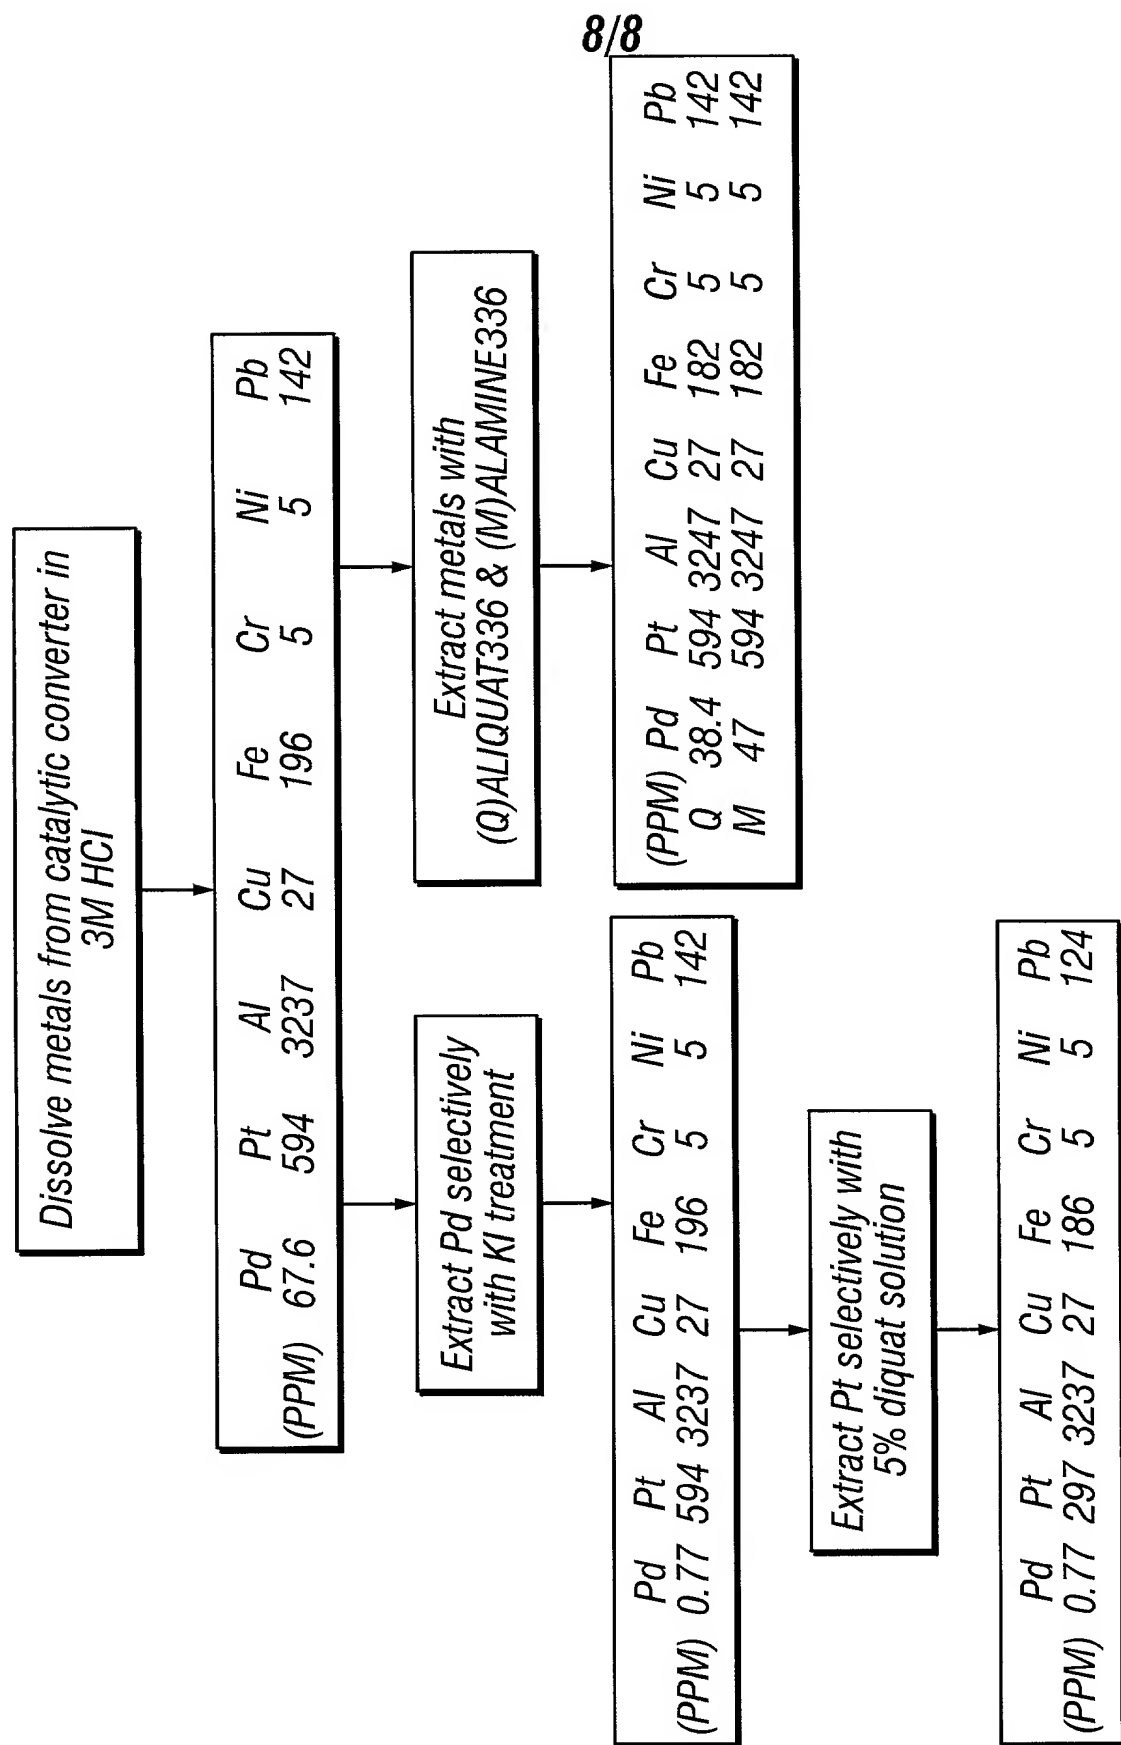 8/8
Dissolve metals from catalytic converter in
3M HCl
Pd Pt Al Cu Fe Cr Ni Pb
(PPM) 67.6 594 3237 27 196 5 5 142
Extract Pd selectively
with KI treatment
Extract metals with
(Q)ALIQUAT336 & (M)ALAMINE336
Pd Pt Al Cu Fe Cr Ni Pb
(PPM) 0.77 594 3237 27 196 5 5 142
(PPM) Pd Pt Al Cu Fe Cr Ni Pb
Q 38.4 594 3247 27 182 5 5 142
M 47 594 3247 27 182 5 5 142
Extract Pt selectively with
5% diquat solution
Pd Pt Al Cu Fe Cr Ni Pb
(PPM) 0.77 297 3237 27 186 5 5 124